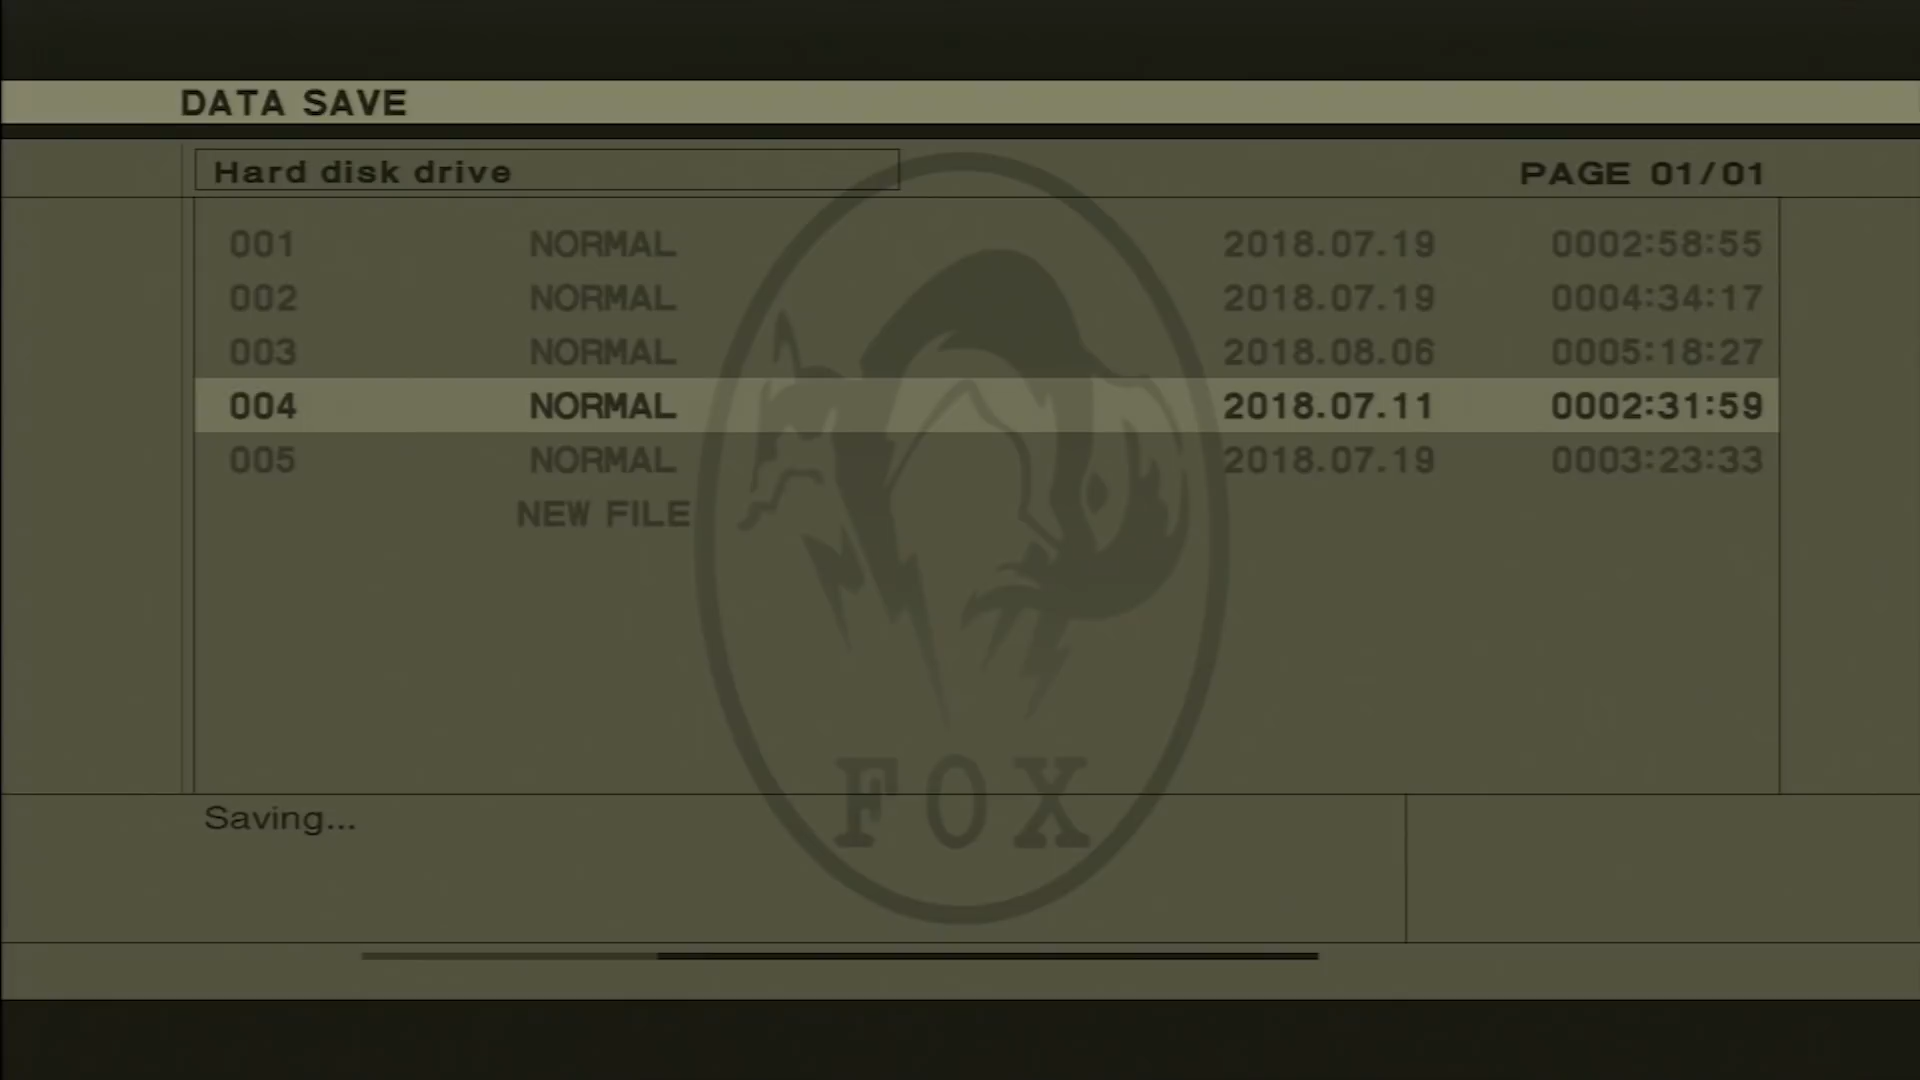 DATA SAVE
Hard disk drive PAGE 01/01
001 NORMAL 2018.07.19 0002:58:55
002 NORMAL 2018.07.19 0004:34:17
003 NORMAL 2018.08.06 0005:18:27
004 NORMAL 2018.07.11 0002:31:59
005 NORMAL 2018.07.19 0003:23:33
NEW FILE
FOX
Saving...